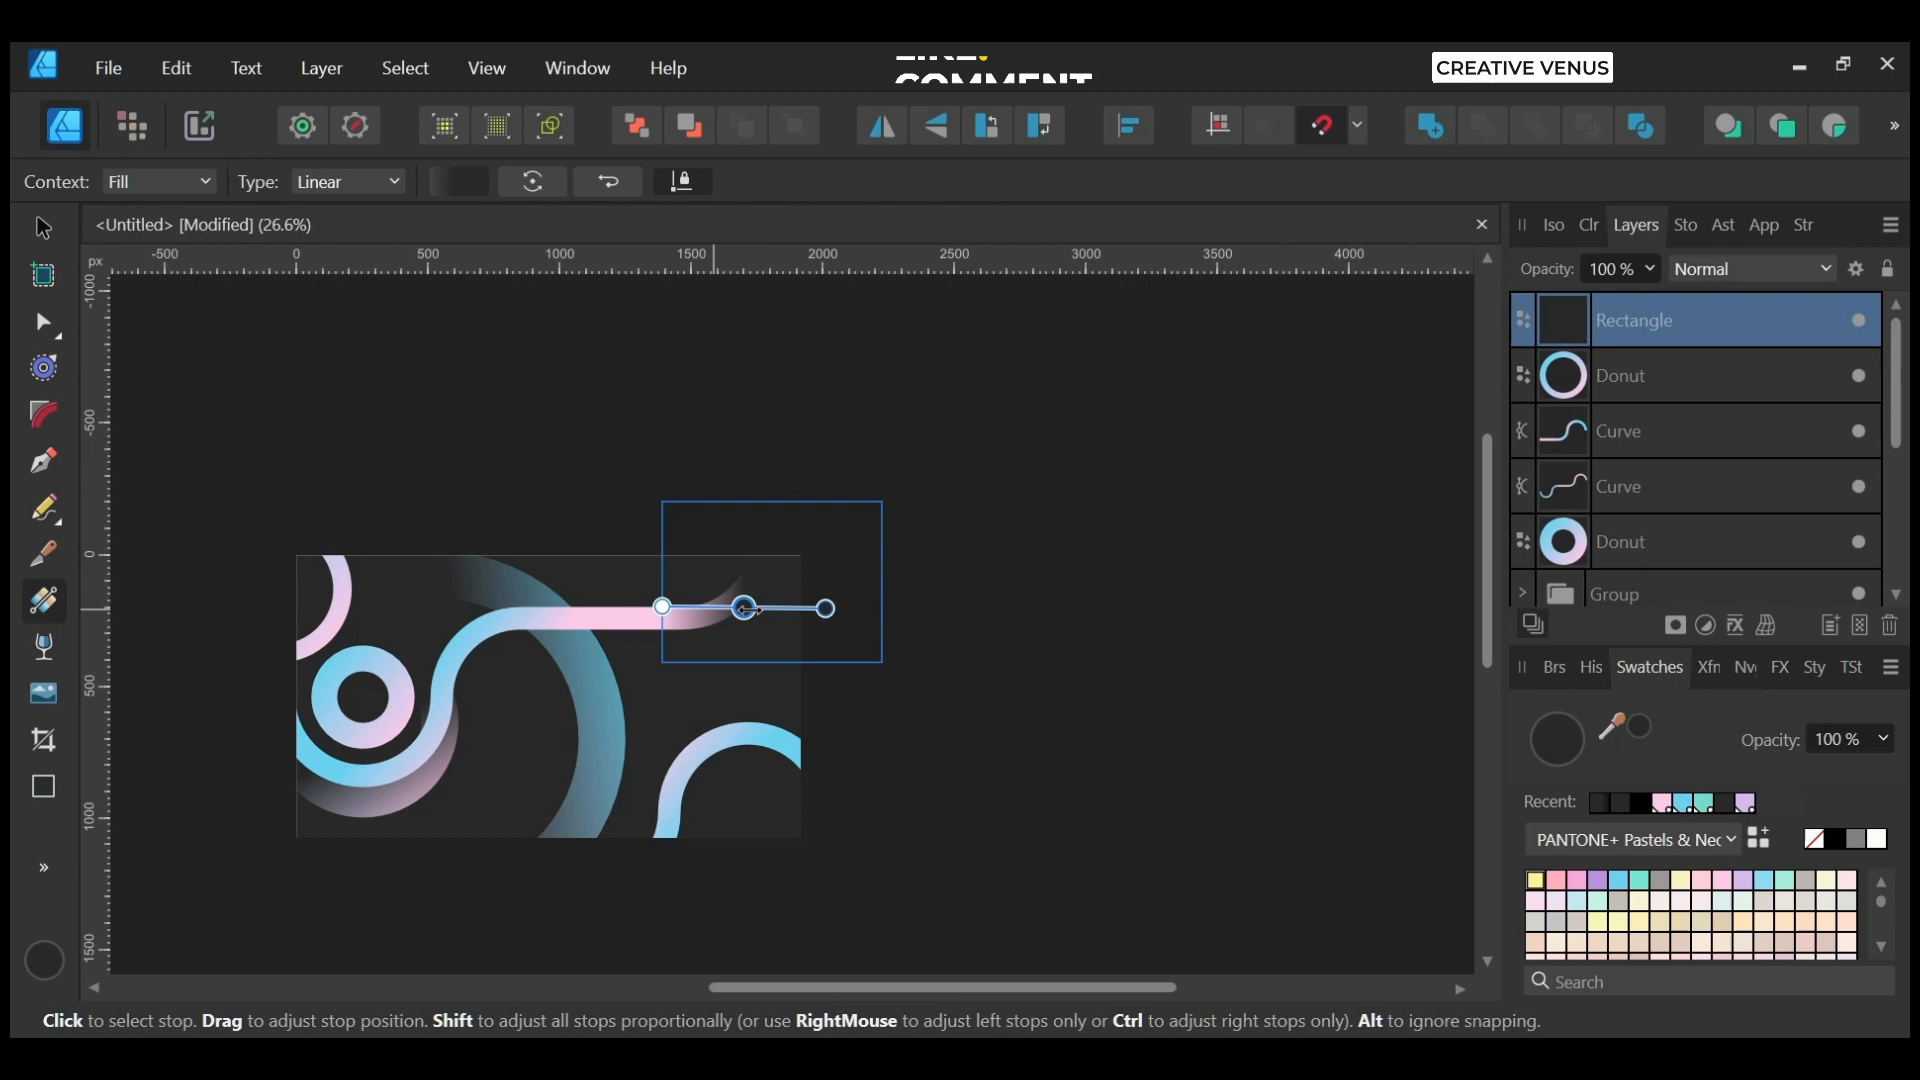 File Edit Text Layer Select View Window Help
COMMENT
CREATIVE VENUS
Context: Fill Type: Linear
<Untitled> [Modified] (26.6%)
px
-500 0 500 1000 1500 2000 2500 3000 3500 4000
-1000
-500
0
500
1000
1500
Iso Clr Layers Sto Ast App Str
Opacity: 100 % Normal
Rectangle
Donut
Curve
Curve
Donut
Group
Brs His Swatches Xfn FX Sty TSt
Opacity: 100 %
Recent:
PANTONE+ Pastels & Nec
Search
Click to select stop. Drag to adjust stop position. Shift to adjust all stops proportionally (or use RightMouse to adjust left stops only or Ctrl to adjust right stops only). Alt to ignore snapping.